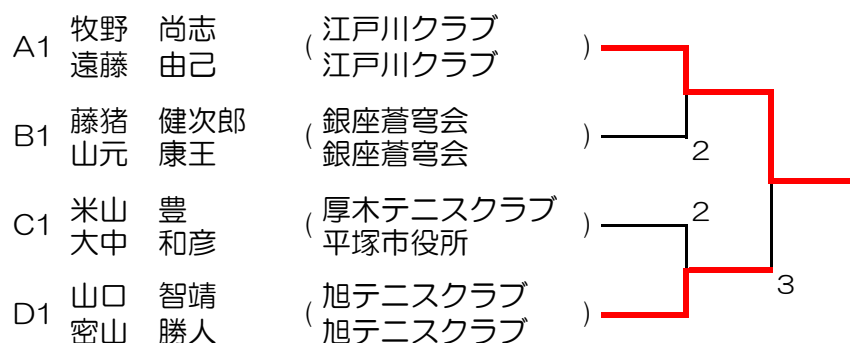 A1 牧野 尚志 ( 江戸川クラブ )
遠藤 由己 江戸川クラブ
B1 藤猪 健次郎 ( 銀座蒼穹会 )
山元 康王 銀座蒼穹会
2
C1 米山 豊 ( 厚木テニスクラブ )
大中 和彦 平塚市役所
2
D1 山口 智靖 ( 旭テニスクラブ )
密山 勝人 旭テニスクラブ
3